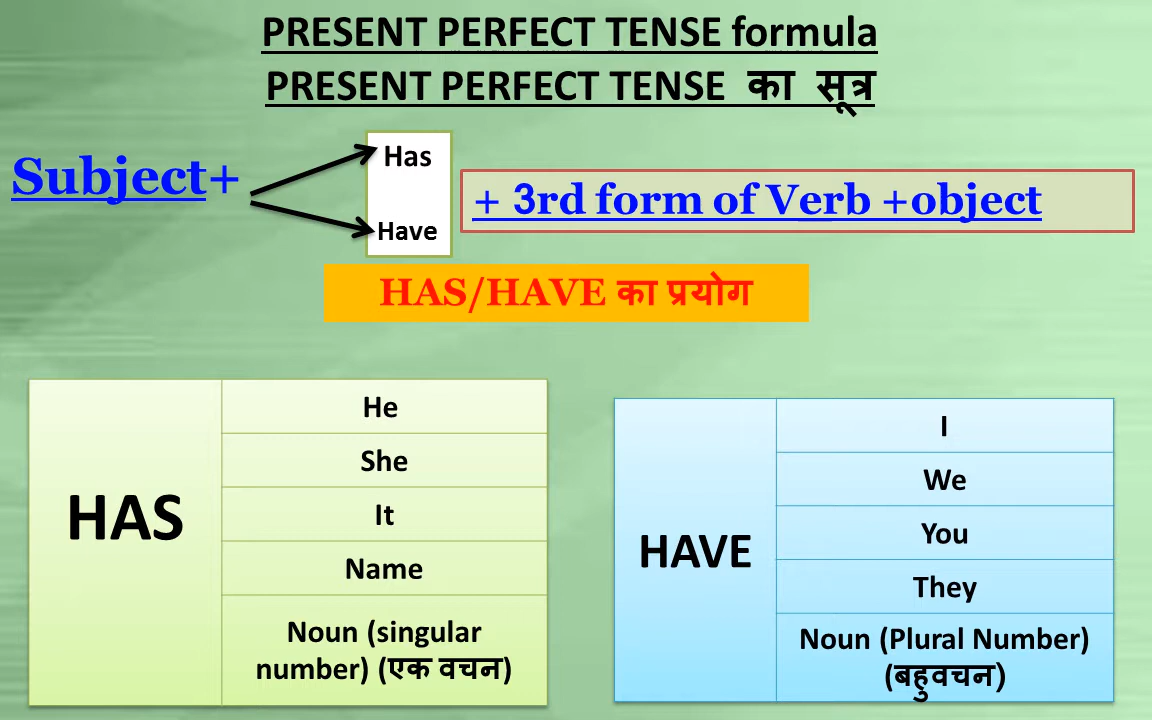 PRESENT PERFECT TENSE formula
PRESENT PERFECT TENSE का सूत्र
Subject+
Has
Have
+ 3rd form of Verb +object
HAS/HAVE का प्रयोग
HAS
He
She
It
Name
Noun (singular
number) (एक वचन)
HAVE
I
We
You
They
Noun (Plural Number)
(बहुवचन)